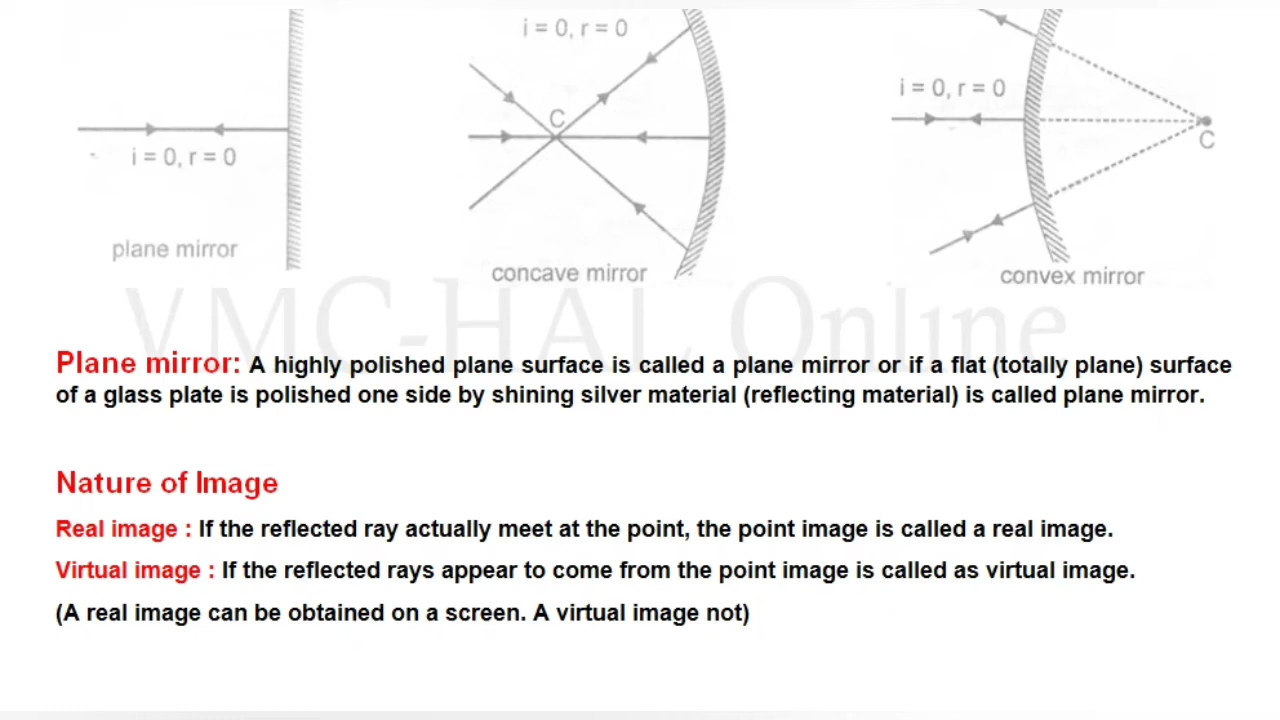 i = 0, r = 0
i = 0, r = 0
C
C
i = 0, r = 0
plane mirror
concave mirror
convex mirror
VMC-HAL Online
Plane mirror: A highly polished plane surface is called a plane mirror or if a flat (totally plane) surface
of a glass plate is polished one side by shining silver material (reflecting material) is called plane mirror.
Nature of Image
Real image : If the reflected ray actually meet at the point, the point image is called a real image.
Virtual image : If the reflected rays appear to come from the point image is called as virtual image.
(A real image can be obtained on a screen. A virtual image not)